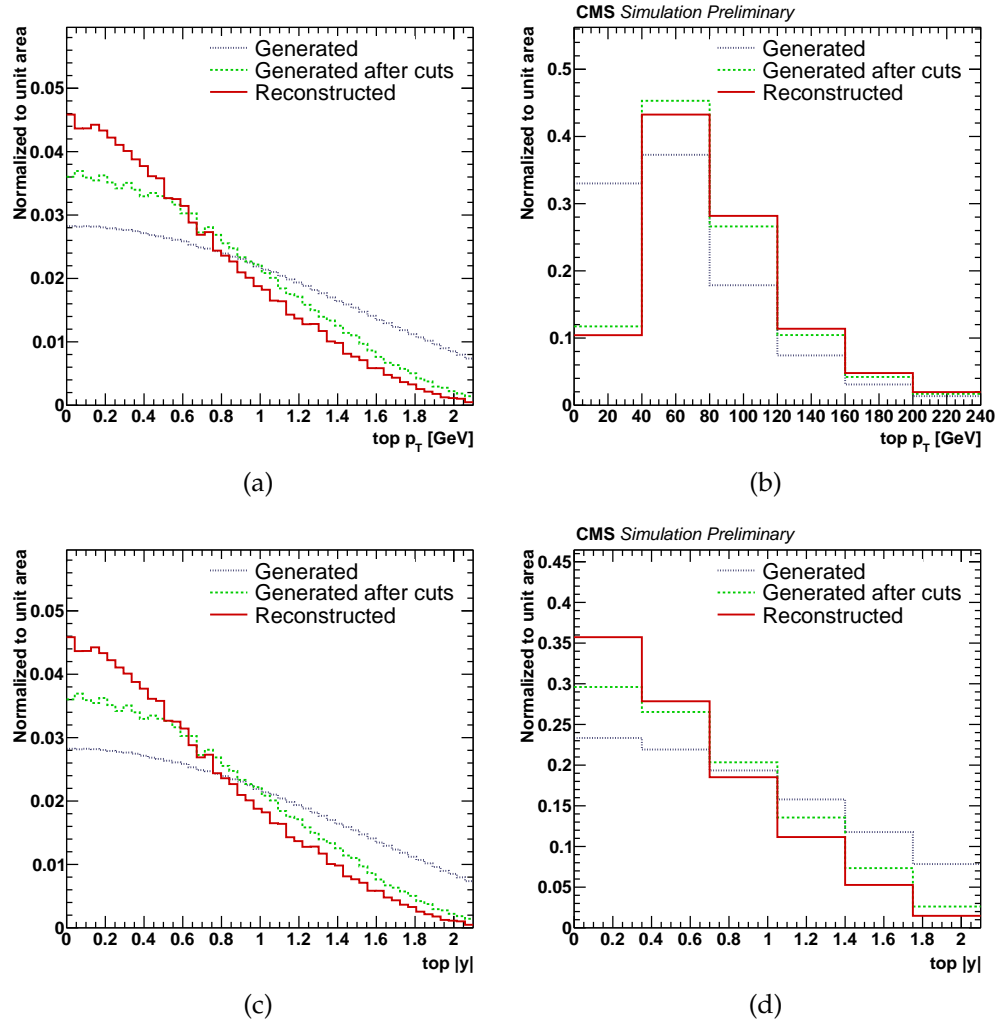 Normalized to unit area
0.05
0.04
0.03
0.02
0.01
0
Generated
Generated after cuts
Reconstructed
0 0.2 0.4 0.6 0.8 1 1.2 1.4 1.6 1.8 2
top p_T [GeV]
(a)
CMS Simulation Preliminary
Normalized to unit area
0.5
0.4
0.3
0.2
0.1
0
Generated
Generated after cuts
Reconstructed
0 20 40 60 80 100 120 140 160 180 200 220 240
top p_T [GeV]
(b)
Normalized to unit area
0.05
0.04
0.03
0.02
0.01
0
Generated
Generated after cuts
Reconstructed
0 0.2 0.4 0.6 0.8 1 1.2 1.4 1.6 1.8 2
top |y|
(c)
CMS Simulation Preliminary
Normalized to unit area
0.45
0.4
0.35
0.3
0.25
0.2
0.15
0.1
0.05
0
Generated
Generated after cuts
Reconstructed
0 0.2 0.4 0.6 0.8 1 1.2 1.4 1.6 1.8 2
top |y|
(d)